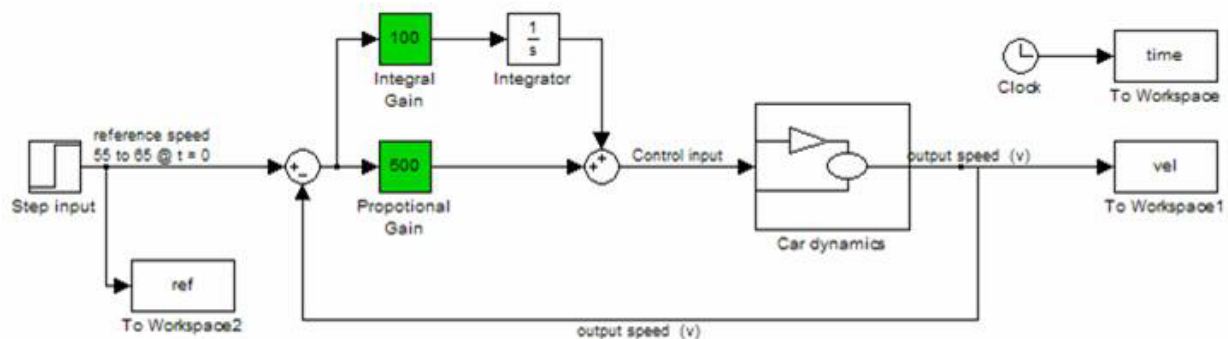 100
1
s
Integral
Gain
Integrator
time
Clock
To Workspace
reference speed
55 to 65 @ t = 0
Step input
+
-
500
Propotional
Gain
+
+
Control input
Car dynamics
output speed (v)
vel
To Workspace1
ref
To Workspace2
output speed (v)